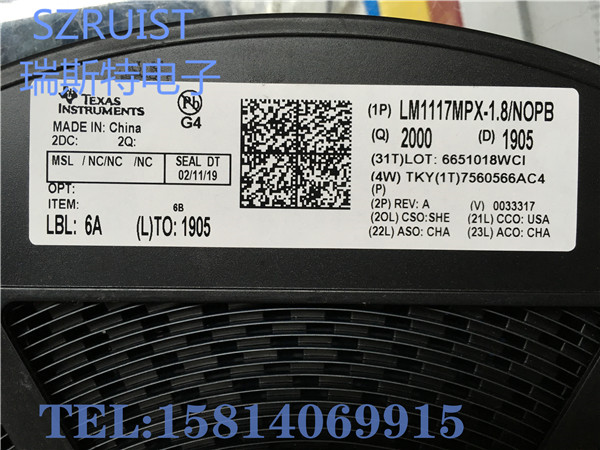 SZRUIST
瑞斯特电子
TEXAS
INSTRUMENTS
Pb
G4
MADE IN: China
2DC: 2Q:
MSL / NC/NC / NC
SEAL DT
02/11/19
OPT:
ITEM:
6B
LBL: 6A (L)TO: 1905
(1P) LM1117MPX-1.8/NOPB
(Q) 2000 (D) 1905
(31T)LOT: 6651018WCI
(4W) TKY(1T)7560566AC4
(P)
(2P) REV: A (V) 0033317
(20L) CSO:SHE (21L) CCO: USA
(22L) ASO: CHA (23L) ACO: CHA
TEL:15814069915